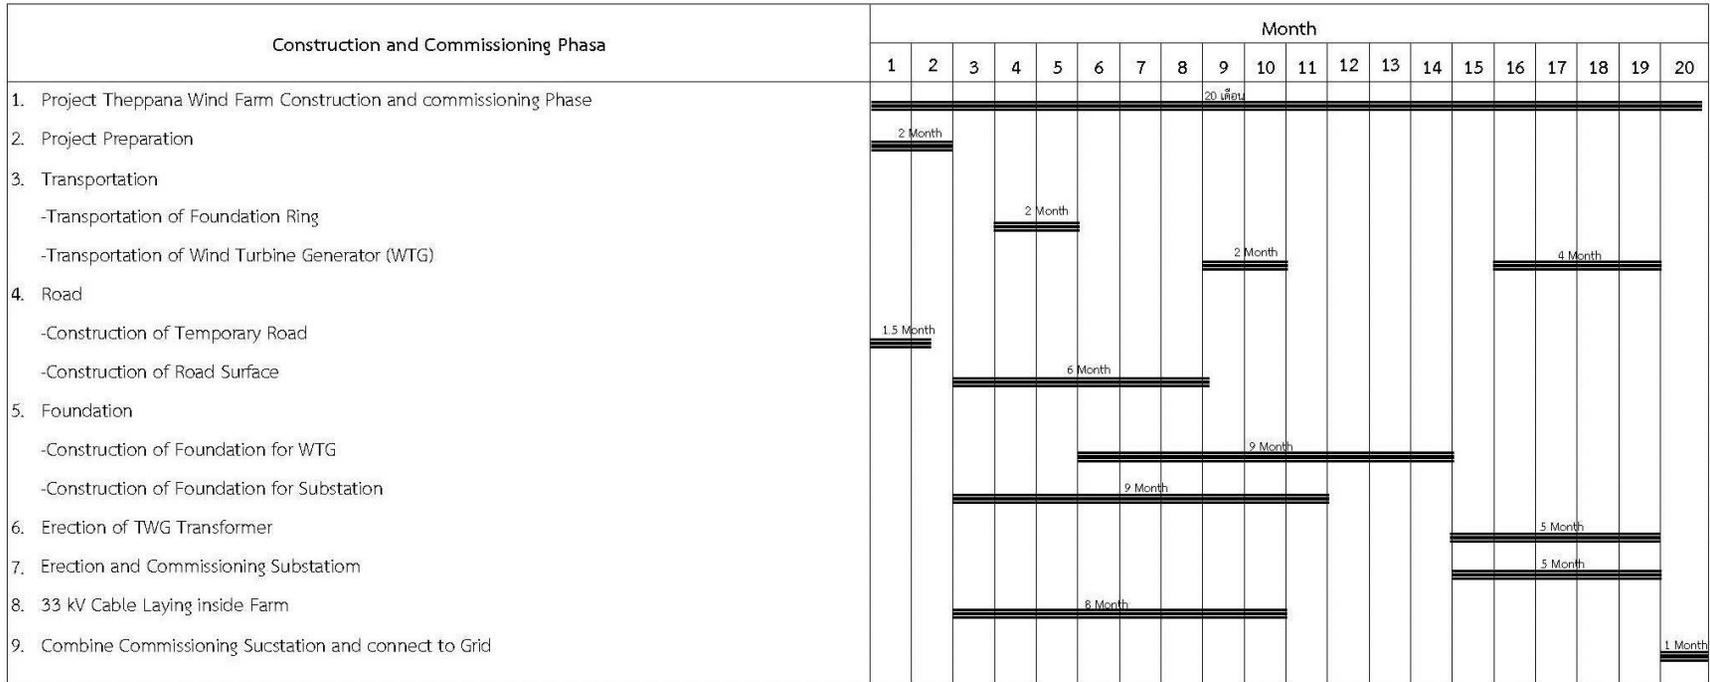 Construction and Commissioning Phasa
Month
1 2 3 4 5 6 7 8 9 10 11 12 13 14 15 16 17 18 19 20
1. Project Theppana Wind Farm Construction and commissioning Phase
20 เดือน
2. Project Preparation
2 Month
3. Transportation
-Transportation of Foundation Ring
2 Month
-Transportation of Wind Turbine Generator (WTG)
2 Month
4 Month
4. Road
-Construction of Temporary Road
1.5 Month
-Construction of Road Surface
6 Month
5. Foundation
-Construction of Foundation for WTG
9 Month
-Construction of Foundation for Substation
9 Month
6. Erection of TWG Transformer
5 Month
7. Erection and Commissioning Substatiom
5 Month
8. 33 kV Cable Laying inside Farm
8 Month
9. Combine Commissioning Sucstation and connect to Grid
1 Month